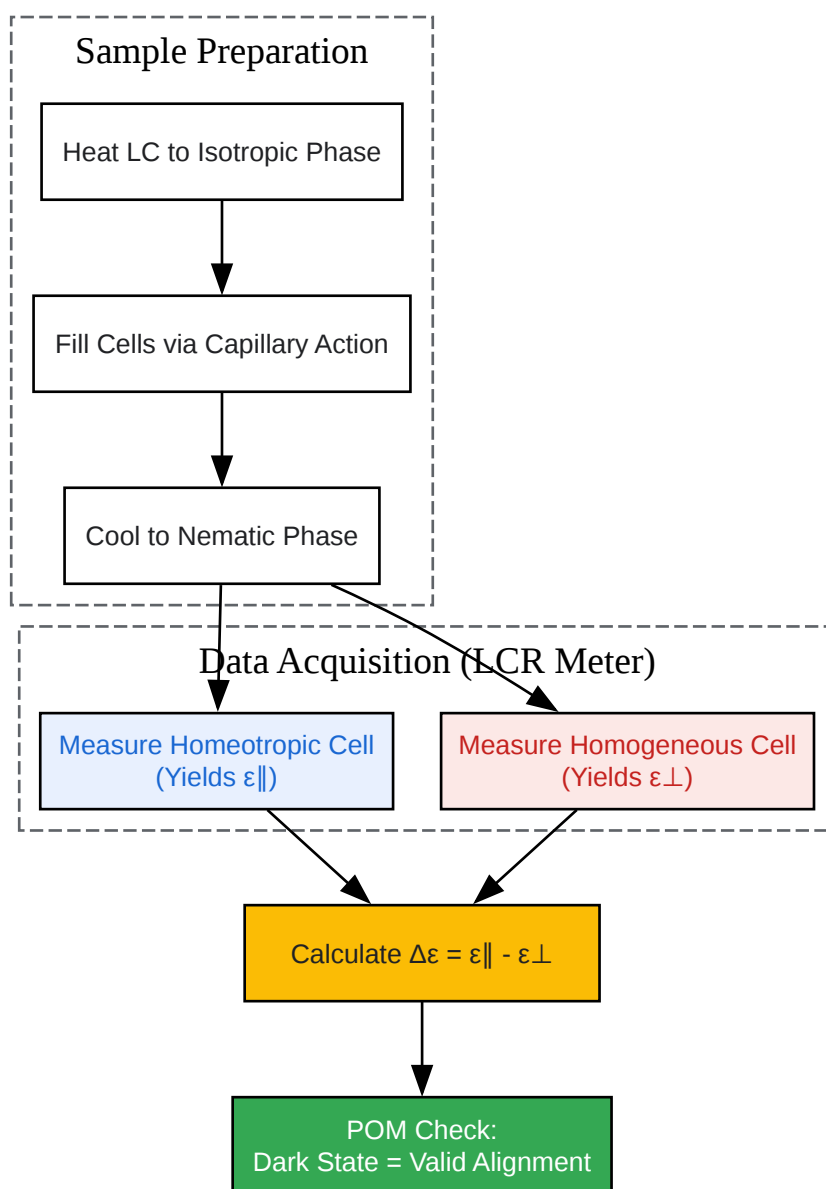 Sample Preparation
Heat LC to Isotropic Phase
Fill Cells via Capillary Action
Cool to Nematic Phase
Data Acquisition (LCR Meter)
Measure Homeotropic Cell
(Yields ε∥)
Measure Homogeneous Cell
(Yields ε⊥)
Calculate Δε = ε∥ - ε⊥
POM Check:
Dark State = Valid Alignment